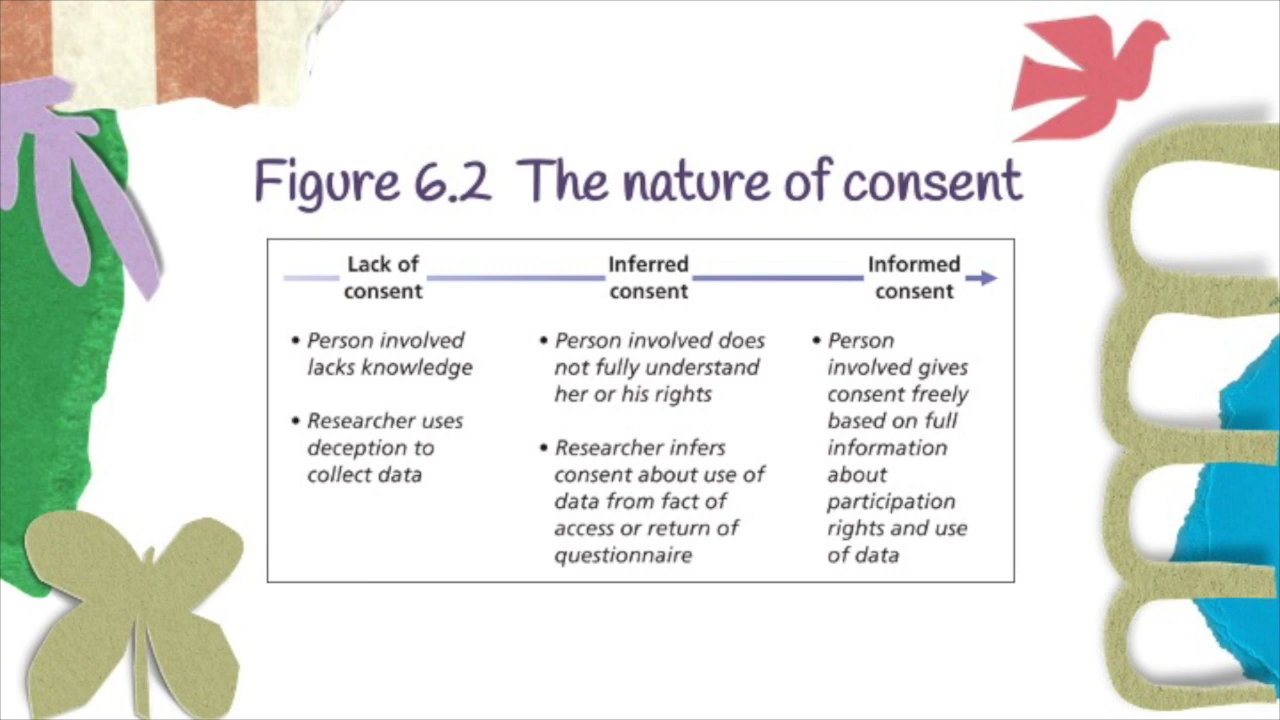 Figure 6.2 The nature of consent
Lack of
consent
Inferred
consent
Informed
consent
• Person involved
lacks knowledge
• Researcher uses
deception to
collect data
• Person involved does
not fully understand
her or his rights
• Researcher infers
consent about use of
data from fact of
access or return of
questionnaire
• Person
involved gives
consent freely
based on full
information
about
participation
rights and use
of data